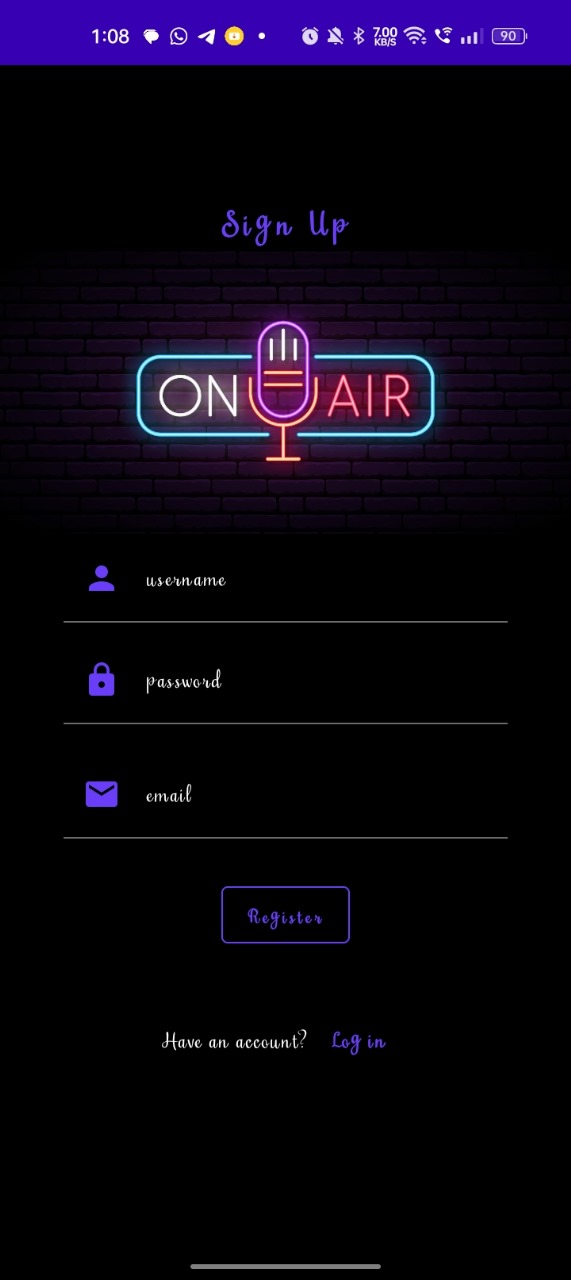 1:08 7.00 KB/S 90
Sign Up
ON AIR
username
password
email
Register
Have an account? Log in